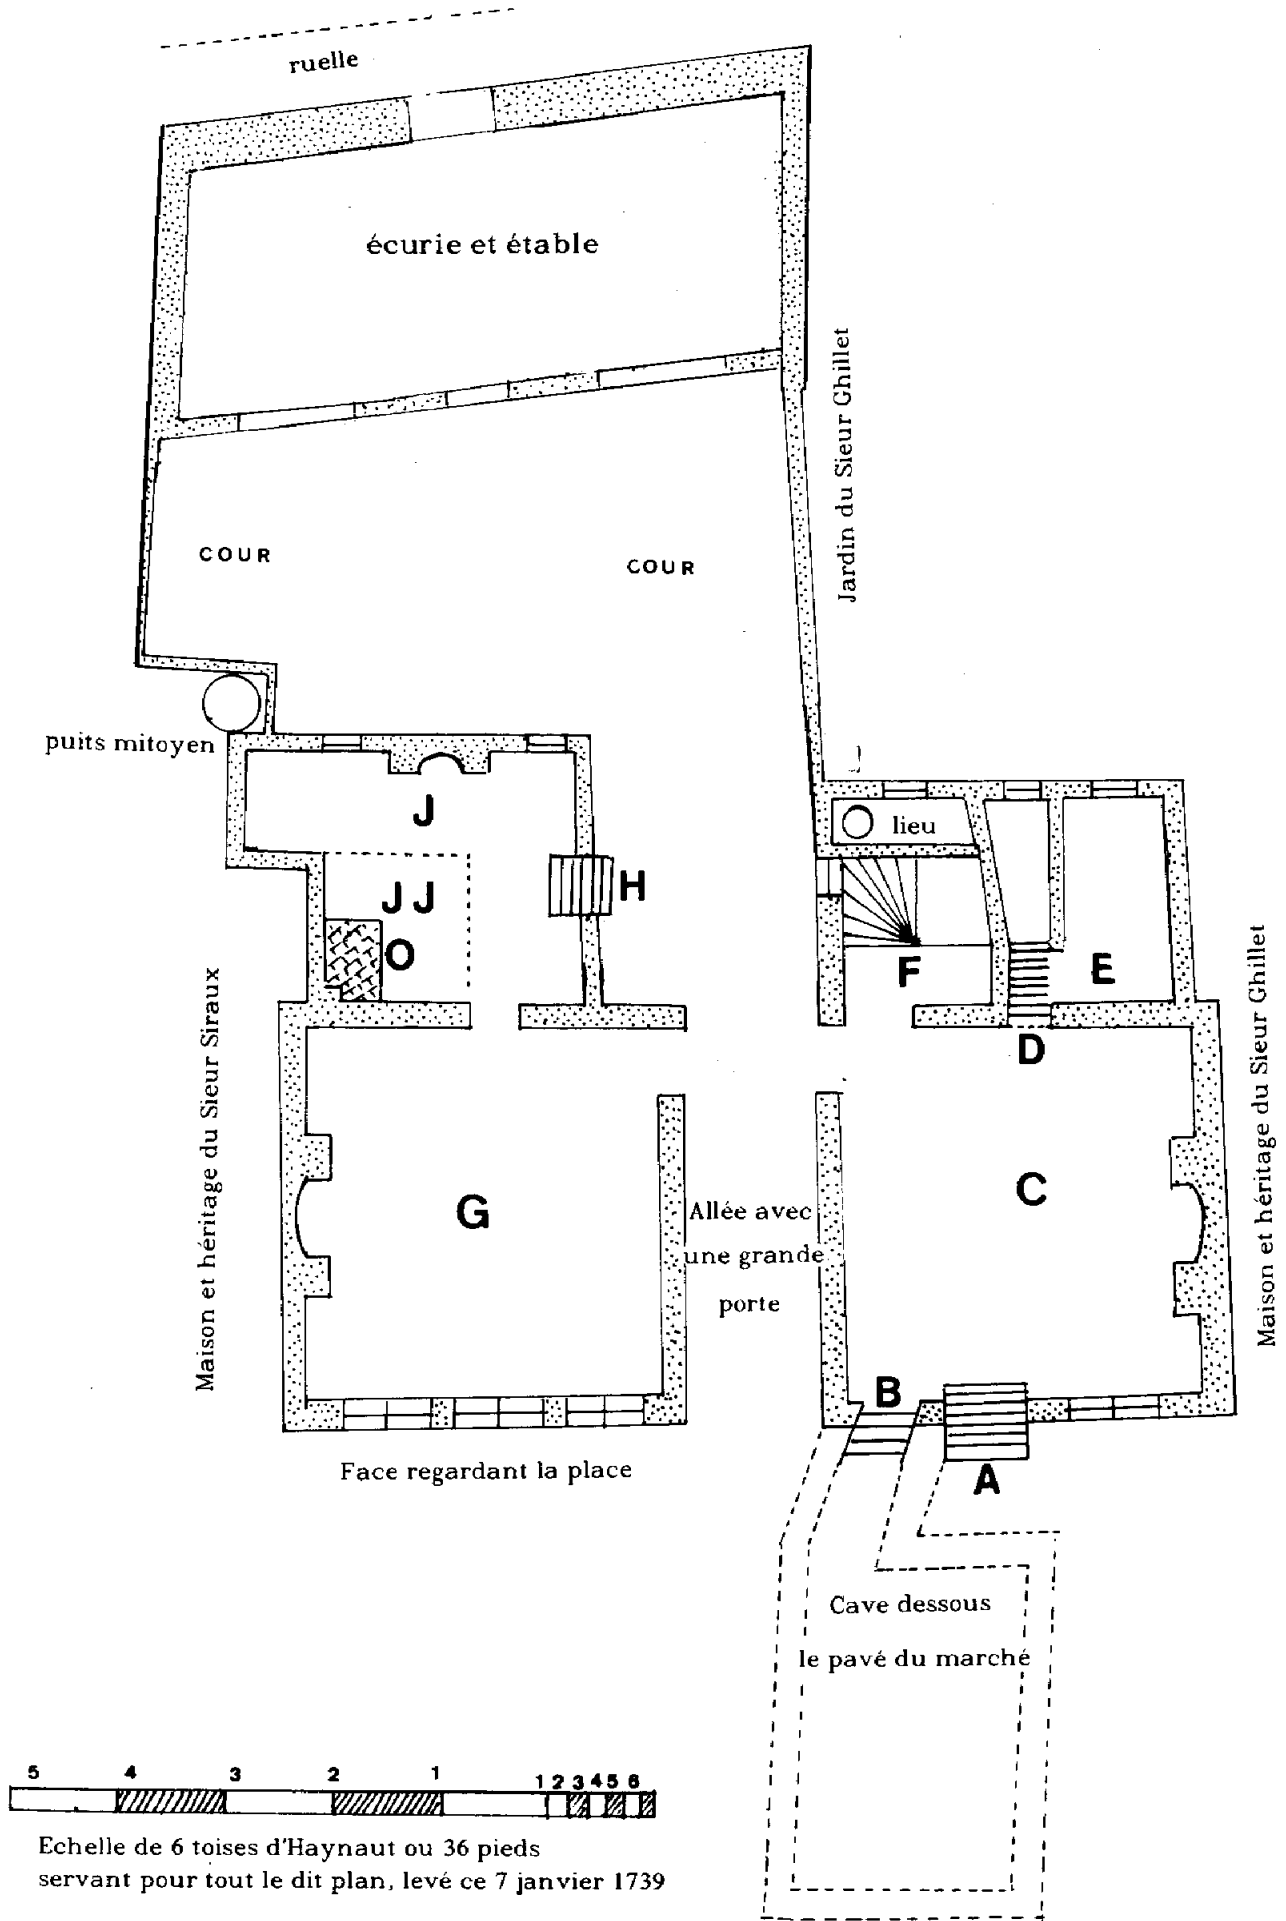 ruelle
écurie et étable
Jardin du Sieur Ghillet
COUR
COUR
puits mitoyen
lieu
J
JJ
H
O
F
E
D
Maison et héritage du Sieur Siraux
Maison et héritage du Sieur Ghillet
G
C
Allée avec
une grande
porte
B
A
Face regardant la place
Cave dessous
le pavé du marché
5 4 3 2 1 1 2 3 4 5 6
Echelle de 6 toises d'Haynaut ou 36 pieds
servant pour tout le dit plan, levé ce 7 janvier 1739